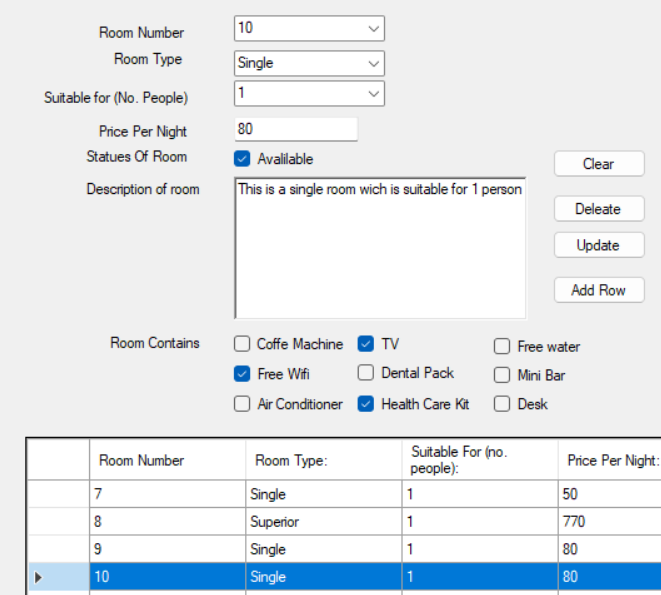 Room Number 10
Room Type Single
Suitable for (No. People) 1
Price Per Night 80
Statues Of Room Avalilable
Clear
Description of room This is a single room wich is suitable for 1 person
Deleate
Update
Add Row
Room Contains Coffe Machine TV Free water
Free Wifi Dental Pack Mini Bar
Air Conditioner Health Care Kit Desk
Room Number Room Type: Suitable For (no. people): Price Per Night:
7 Single 1 50
8 Superior 1 770
9 Single 1 80
10 Single 1 80